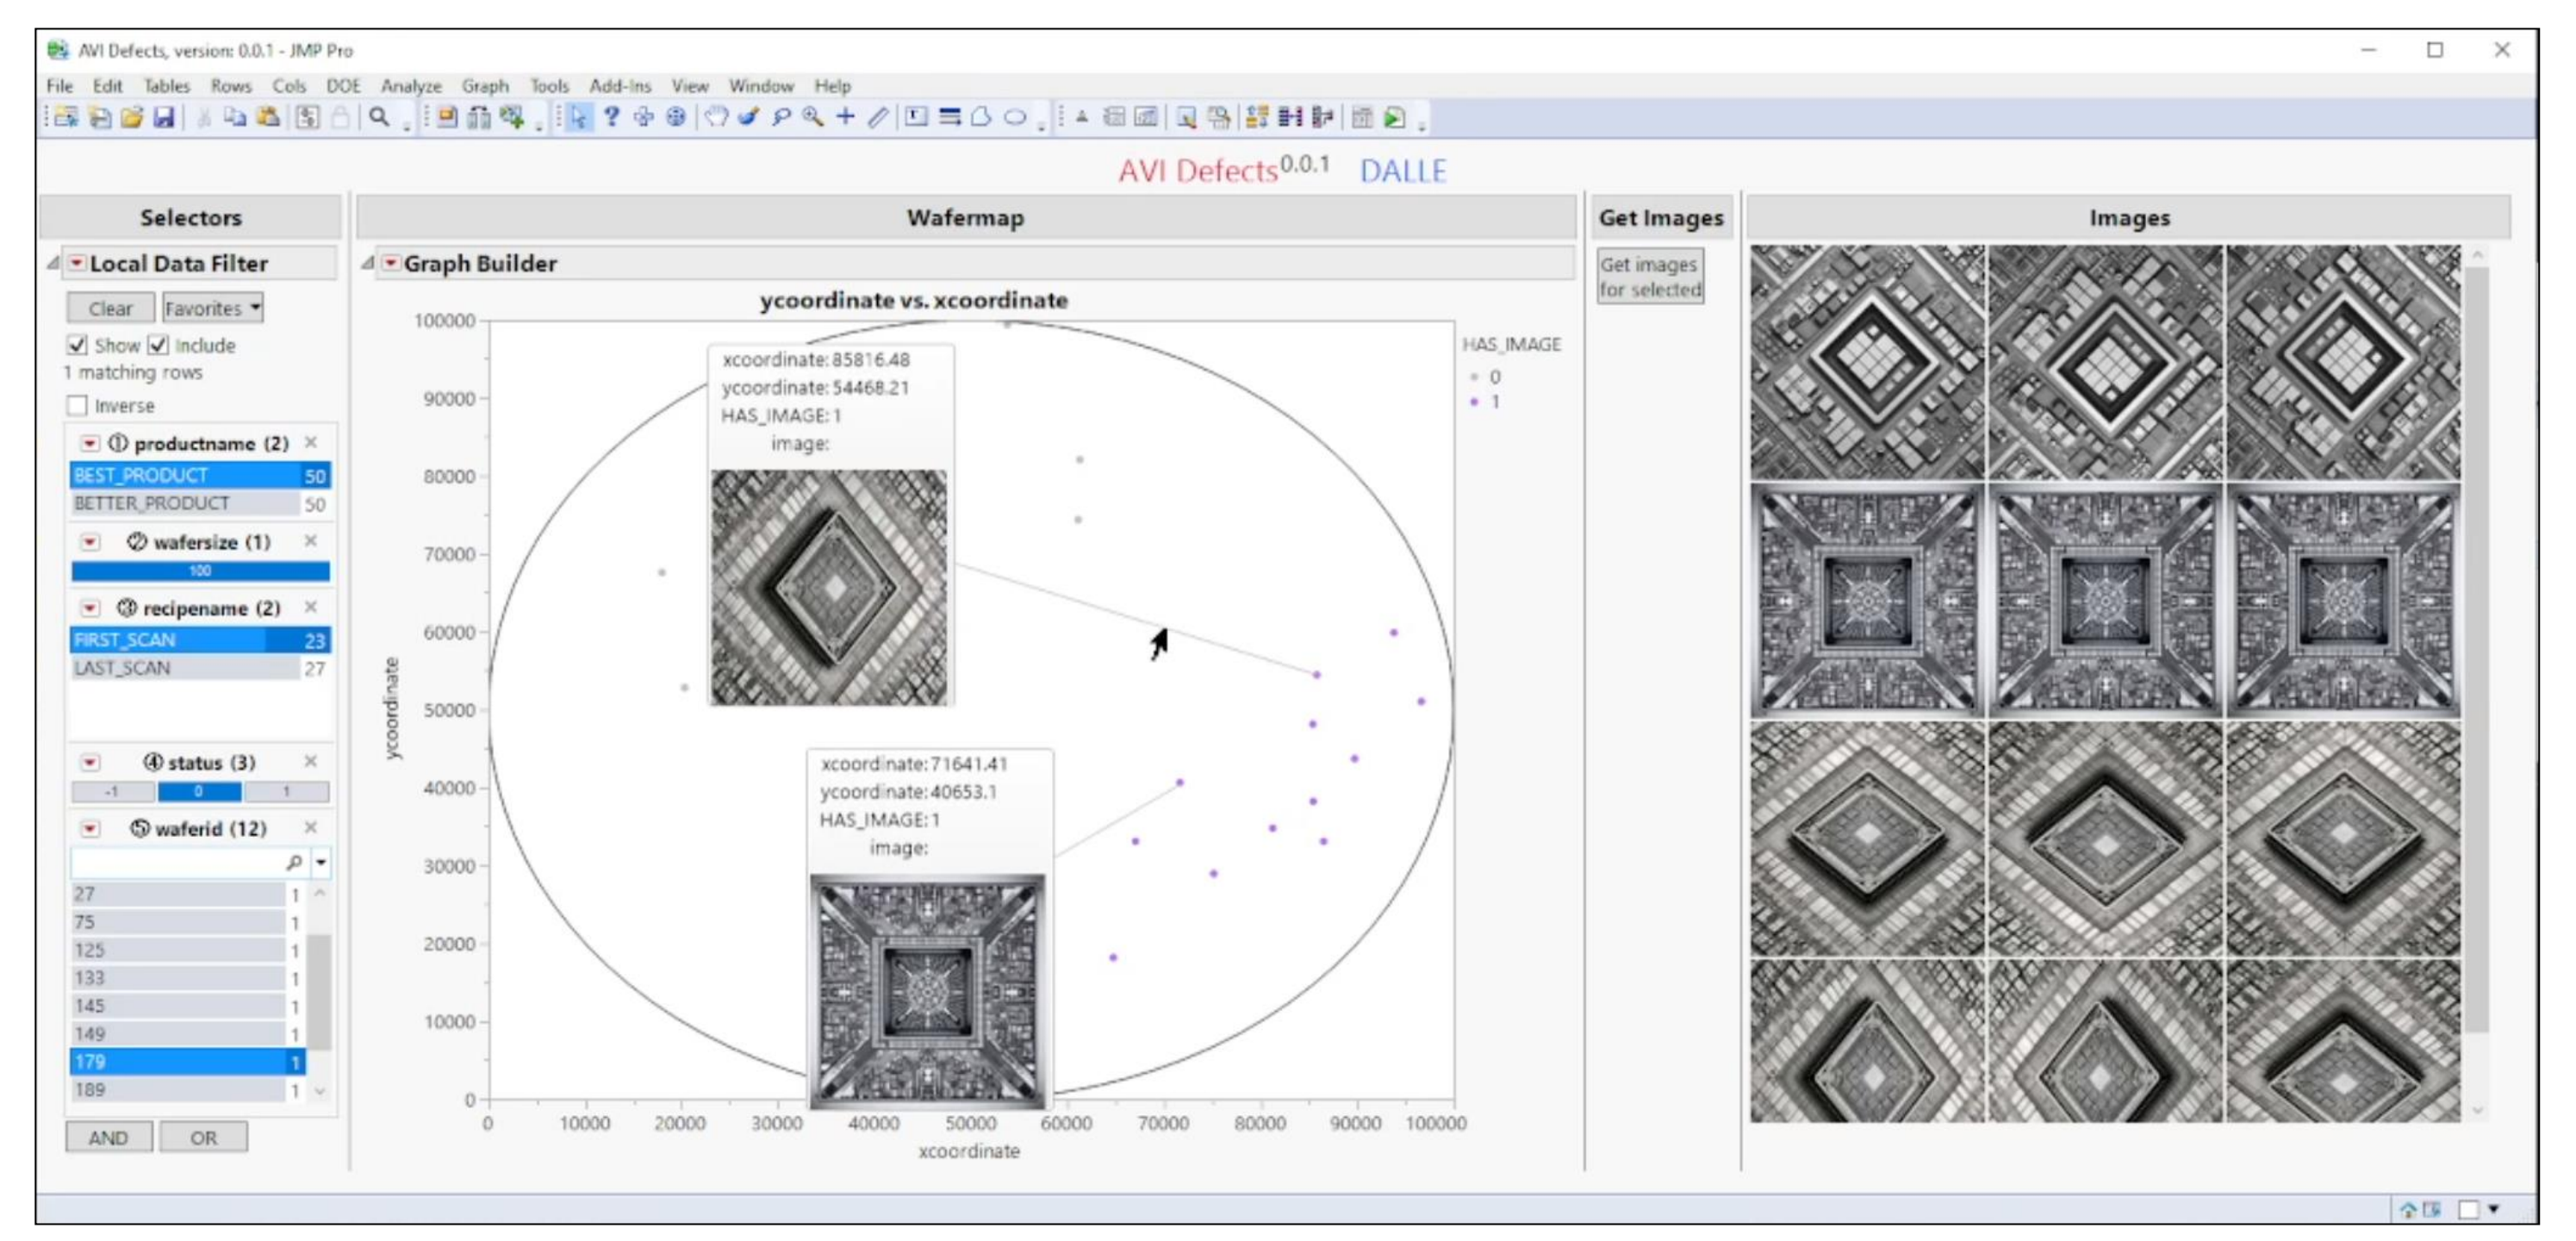 AVI Defects, version: 0.0.1 - JMP Pro
File Edit Tables Rows Cols DOE Analyze Graph Tools Add-Ins View Window Help
AVI Defects0.0.1 DALLE
Selectors
Local Data Filter
Clear Favorites
Show Include
1 matching rows
Inverse
① productname (2)
BEST_PRODUCT 50
BETTER_PRODUCT 50
② wafersize (1)
100
③ recipename (2)
FIRST_SCAN 23
LAST_SCAN 27
④ status (3)
-1 0 1
⑤ waferid (12)
27 1
75 1
125 1
133 1
145 1
149 1
179 1
189 1
AND OR
Wafermap
Graph Builder
ycoordinate vs. xcoordinate
ycoordinate
100000
90000
80000
70000
60000
50000
40000
30000
20000
10000
0
xcoordinate: 85816.48
ycoordinate: 54468.21
HAS_IMAGE: 1
image:
xcoordinate: 71641.41
ycoordinate: 40653.1
HAS_IMAGE: 1
image:
0 10000 20000 30000 40000 50000 60000 70000 80000 90000 100000
xcoordinate
HAS_IMAGE
0
1
Get Images
Get images
for selected
Images